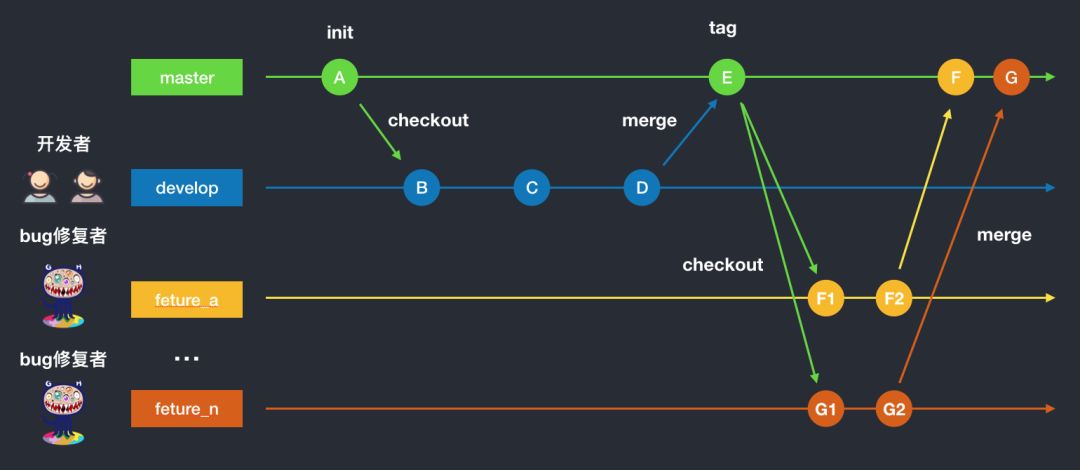 init
tag
master
A
E
F
G
checkout
merge
开发者
develop
B
C
D
bug修复者
merge
checkout
G H
feture_a
F1
F2
bug修复者
...
G H
feture_n
G1
G2